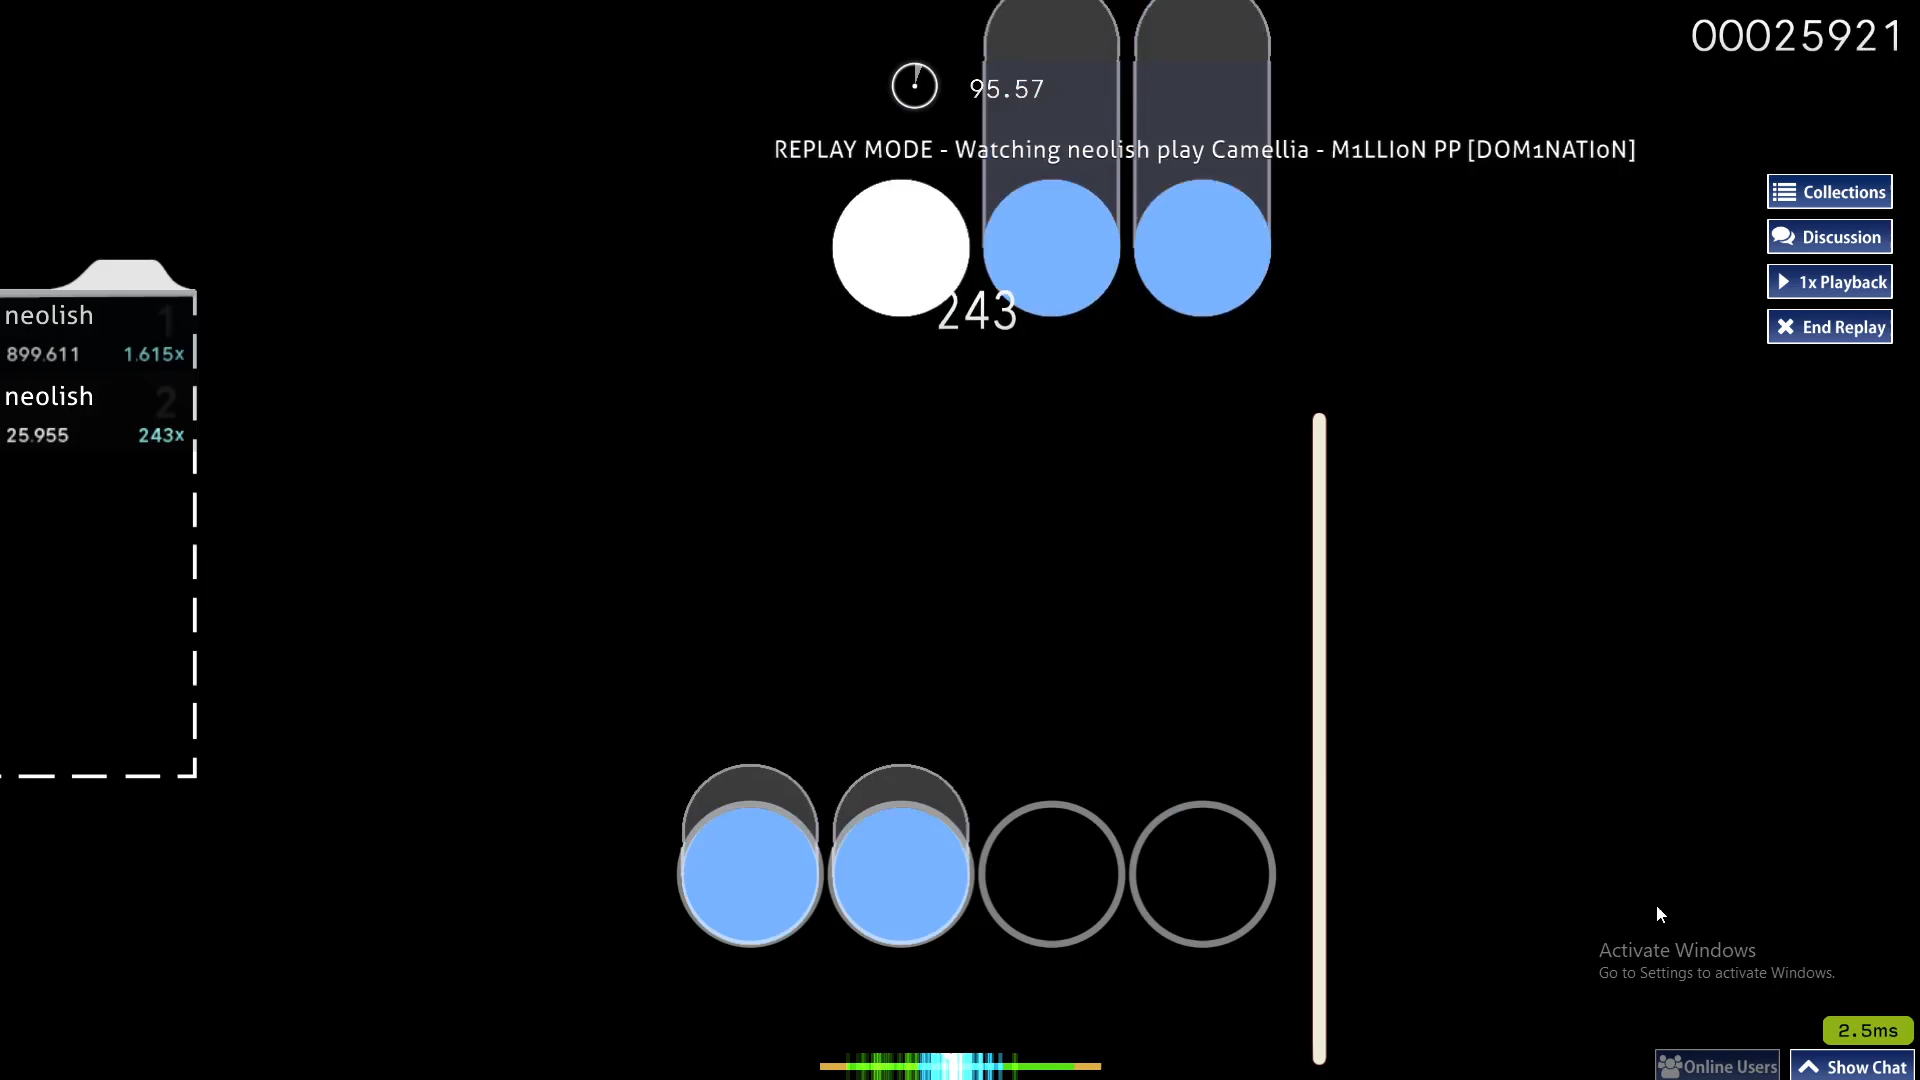 00025921
95.57
REPLAY MODE - Watching neolish play Camellia - M1LLIoN PP [DOM1NATIoN]
Collections
Discussion
1x Playback
End Replay
243
neolish 1
899.611 1.615x
neolish 2
25.955 243x
Activate Windows
Go to Settings to activate Windows.
2.5ms
Online Users
Show Chat